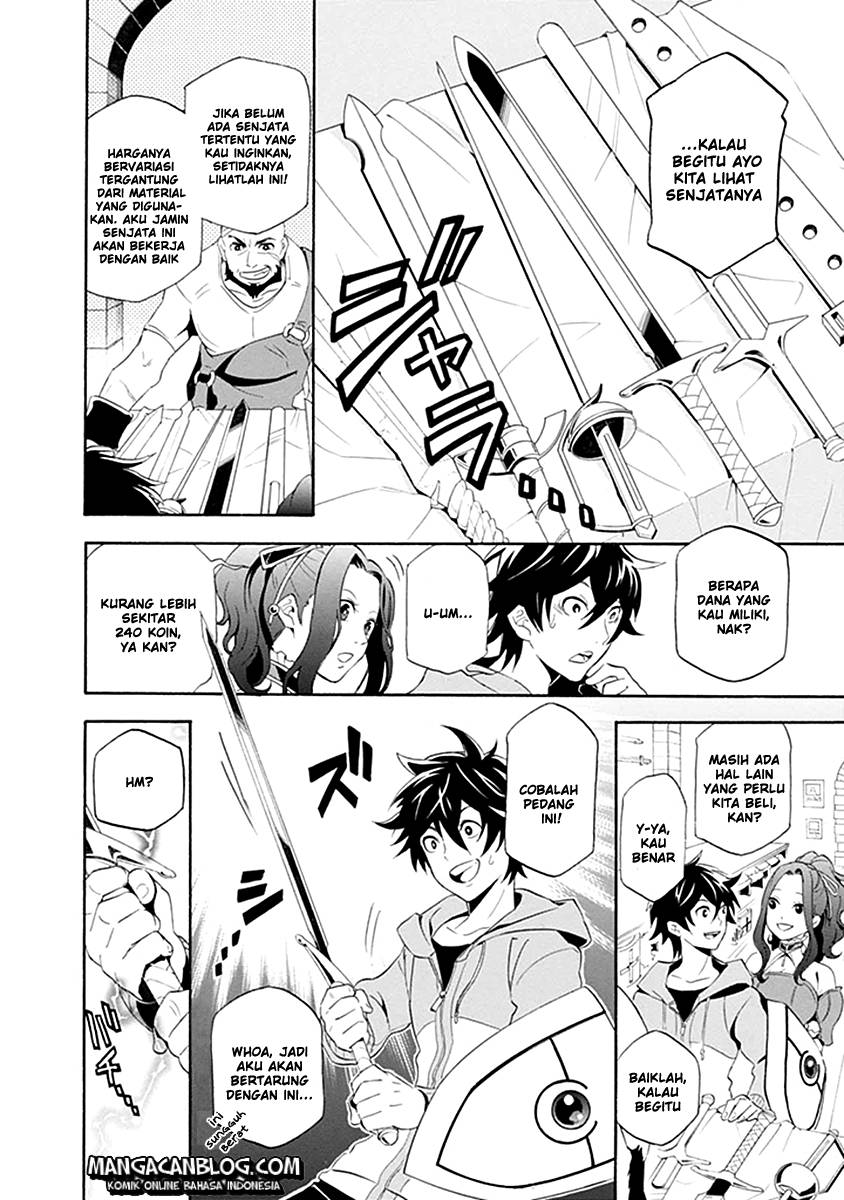 ...KALAU
BEGITU AYO
KITA LIHAT
SENJATANYA
ジャラ...
JIKA BELUM
ADA SENJATA
TERTENTU YANG
KAU INGINKAN,
SETIDAKNYA
LIHATLAH INI!
HARGANYA
BERVARIASI
TERGANTUNG
DARI MATERIAL
YANG DIGUNA-
KAN. AKU JAMIN
SENJATA INI
AKAN BEKERJA
DENGAN BAIK
BERAPA
DANA YANG
KAU MILIKI,
NAK?
U-UM...
KURANG LEBIH
SEKITAR
240 KOIN,
YA KAN?
MASIH ADA
HAL LAIN
YANG PERLU
KITA BELI,
KAN?
Y-YA,
KAU
BENAR
BAIKLAH,
KALAU
BEGITU
COBALAH
PEDANG
INI!
ズシ
WHOA, JADI
AKU AKAN
BERTARUNG
DENGAN INI...
ini
sungguh
berat
HM?
バチ...
MANGACANBLOG.COM
KOMIK ONLINE BAHASA INDONESIA